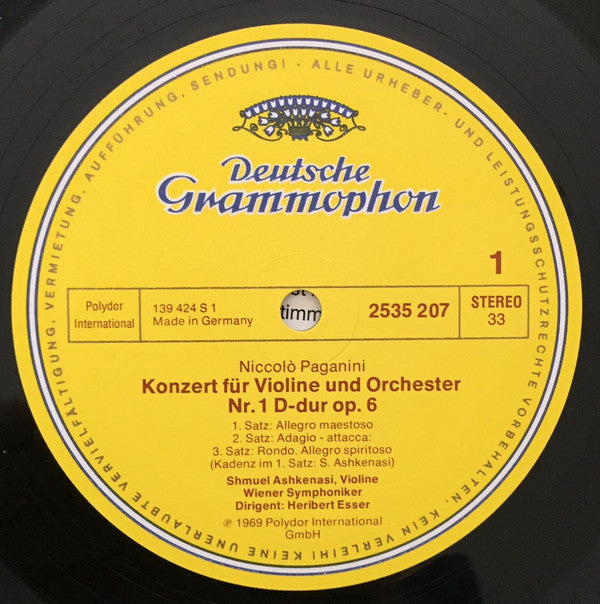 ALLE URHEBER- UND LEISTUNGSSCHUTZRECHTE VORBEHALTEN. KEIN VERLEIH! KEINE UNERLAUBTE VERVIELFÄLTIGUNG, VERMIETUNG, AUFFÜHRUNG, SENDUNG! ·
Deutsche
Grammophon
1
Polydor
International
139 424 S 1
Made in Germany
timm
2535 207
STEREO
33
Niccolò Paganini
Konzert für Violine und Orchester
Nr. 1 D-dur op. 6
1. Satz: Allegro maestoso
2. Satz: Adagio - attacca:
3. Satz: Rondo. Allegro spiritoso
(Kadenz im 1. Satz: S. Ashkenasi)
Shmuel Ashkenasi, Violine
Wiener Symphoniker
Dirigent: Heribert Esser
℗ 1969 Polydor International
GmbH